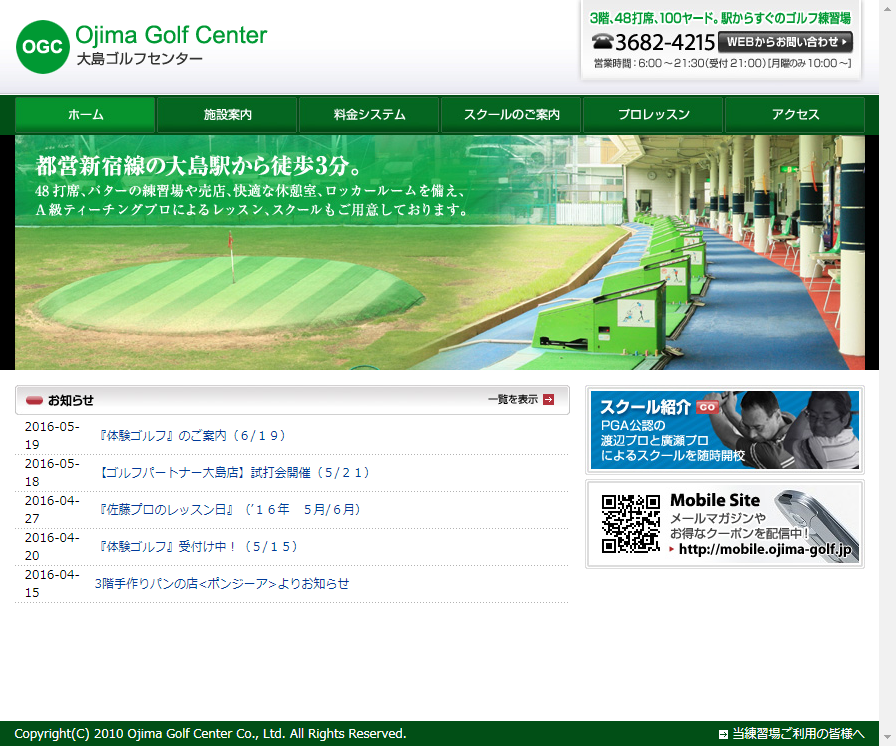 OGC
Ojima Golf Center
大島ゴルフセンター
3階、48打席、100ヤード。駅からすぐのゴルフ練習場
3682-4215
WEBからお問い合わせ
営業時間：6:00～21:30(受付21:00)[月曜のみ10:00～]
ホーム
施設案内
料金システム
スクールのご案内
プロレッスン
アクセス
都営新宿線の大島駅から徒歩3分。
48打席、パターの練習場や売店、快適な休憩室、ロッカールームを備え、
A級ティーチングプロによるレッスン、スクールもご用意しております。
お知らせ
一覧を表示
2016-05-19
『体験ゴルフ』のご案内（６/１９）
2016-05-18
【ゴルフパートナー大島店】試打会開催（５/２１）
2016-04-27
『佐藤プロのレッスン日』（'１６年　５月/６月）
2016-04-20
『体験ゴルフ』受付け中！（５/１５）
2016-04-15
3階手作りパンの店<ボンジーア>よりお知らせ
スクール紹介 GO
PGA公認の
渡辺プロと廣瀬プロ
によるスクールを随時開校
Mobile Site
メールマガジンや
お得なクーポンを配信中!
http://mobile.ojima-golf.jp
Copyright(C) 2010 Ojima Golf Center Co., Ltd. All Rights Reserved.
当練習場ご利用の皆様へ